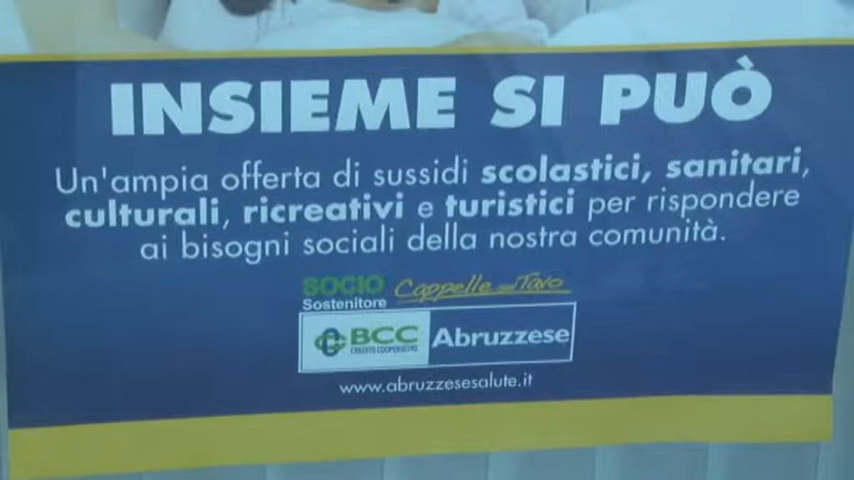 INSIEME SI PUÒ
Un'ampia offerta di sussidi scolastici, sanitari,
culturali, ricreativi e turistici per rispondere
ai bisogni sociali della nostra comunità.
SOCIO
Sostenitore
Cappelle sul Tavo
BCC
CREDITO COOPERATIVO
Abruzzese
www.abruzzesesalute.it